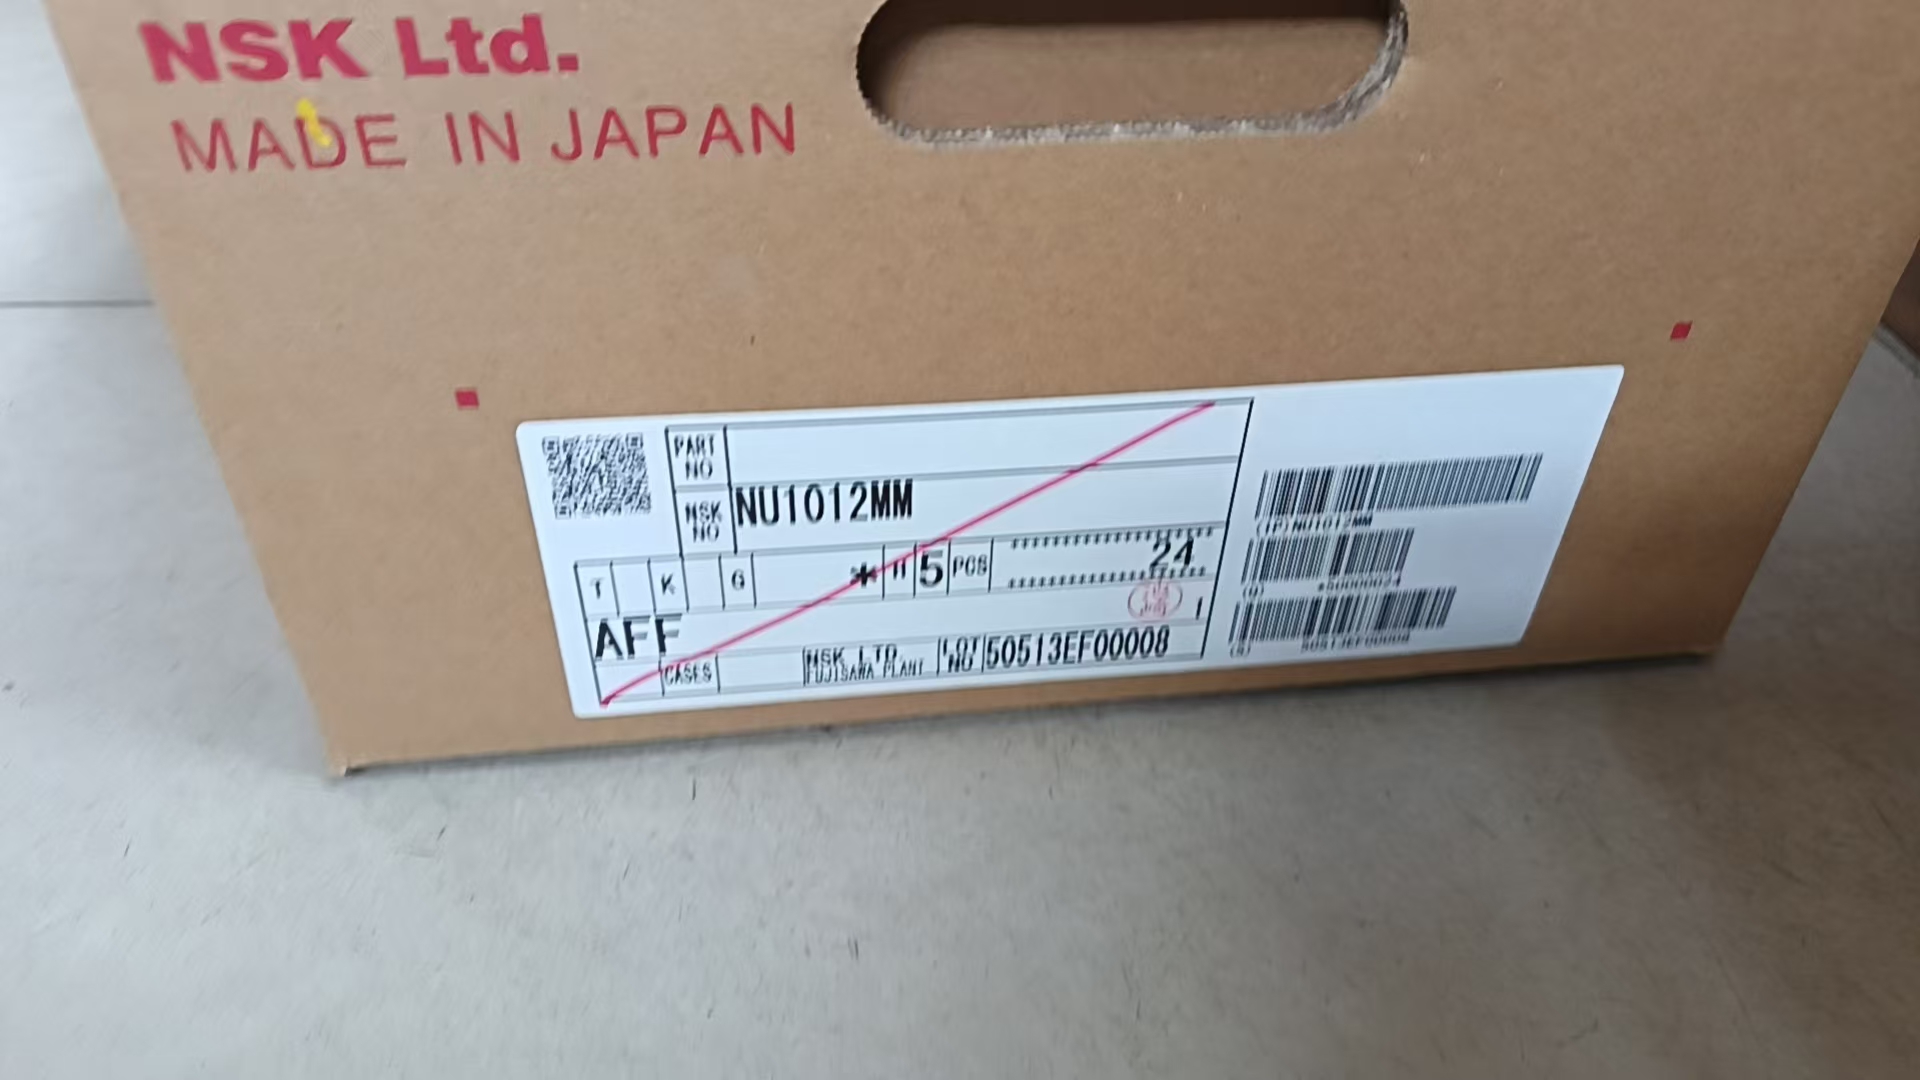 NSK Ltd.
MADE IN JAPAN
PART NO
NSK NO NU1012MM
T K G * 5 PCS 24
AFF
CASES NSK LTD. FUJISAWA PLANT LOT NO 50513EF00008
(1P) NU1012MM
(Q)
(S) 50513EF00008